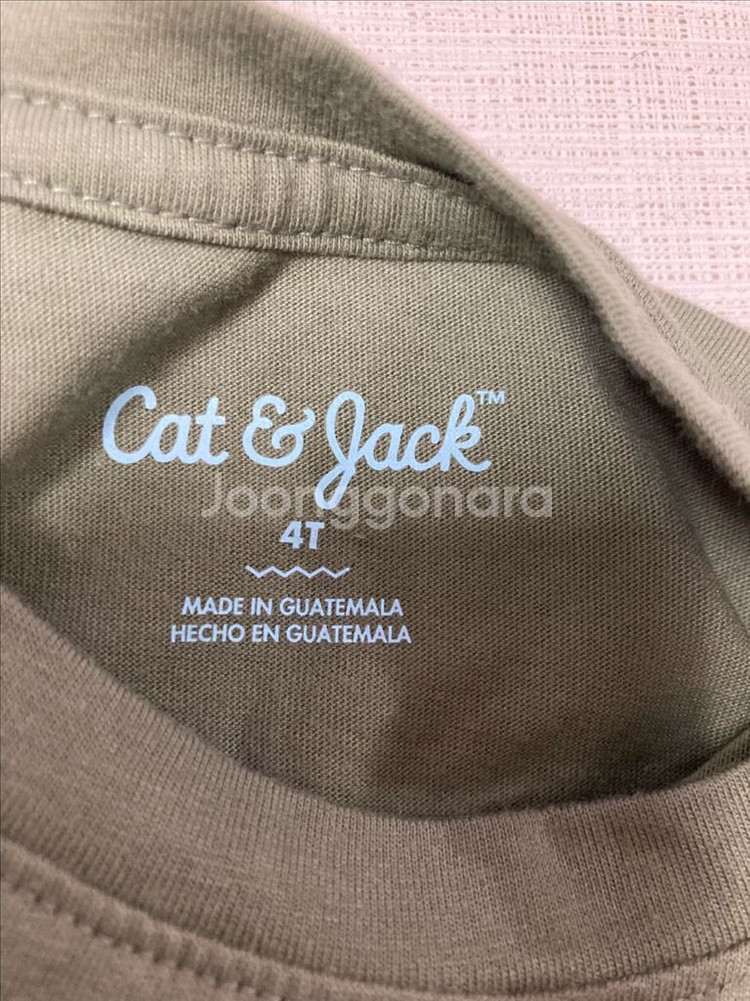 Cat & Jack™
Joonggonara
4T
MADE IN GUATEMALA
HECHO EN GUATEMALA